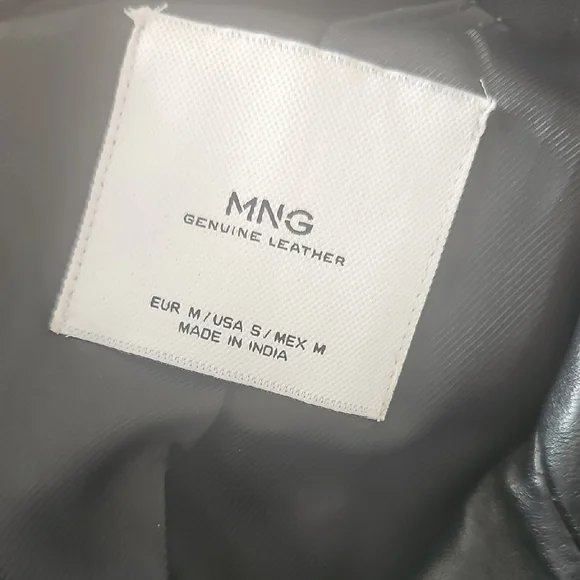 MNG
GENUINE LEATHER
EUR M/USA S/MEX M
MADE IN INDIA